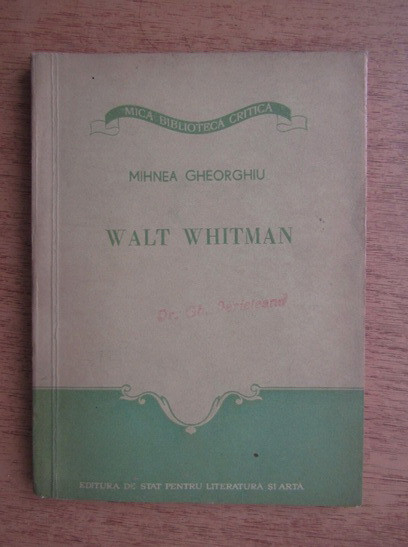 MICA BIBLIOTECA CRITICA
MIHNEA GHEORGHIU
WALT WHITMAN
Dr. Gh.
EDITURA DE STAT PENTRU LITERATURA SI ARTA